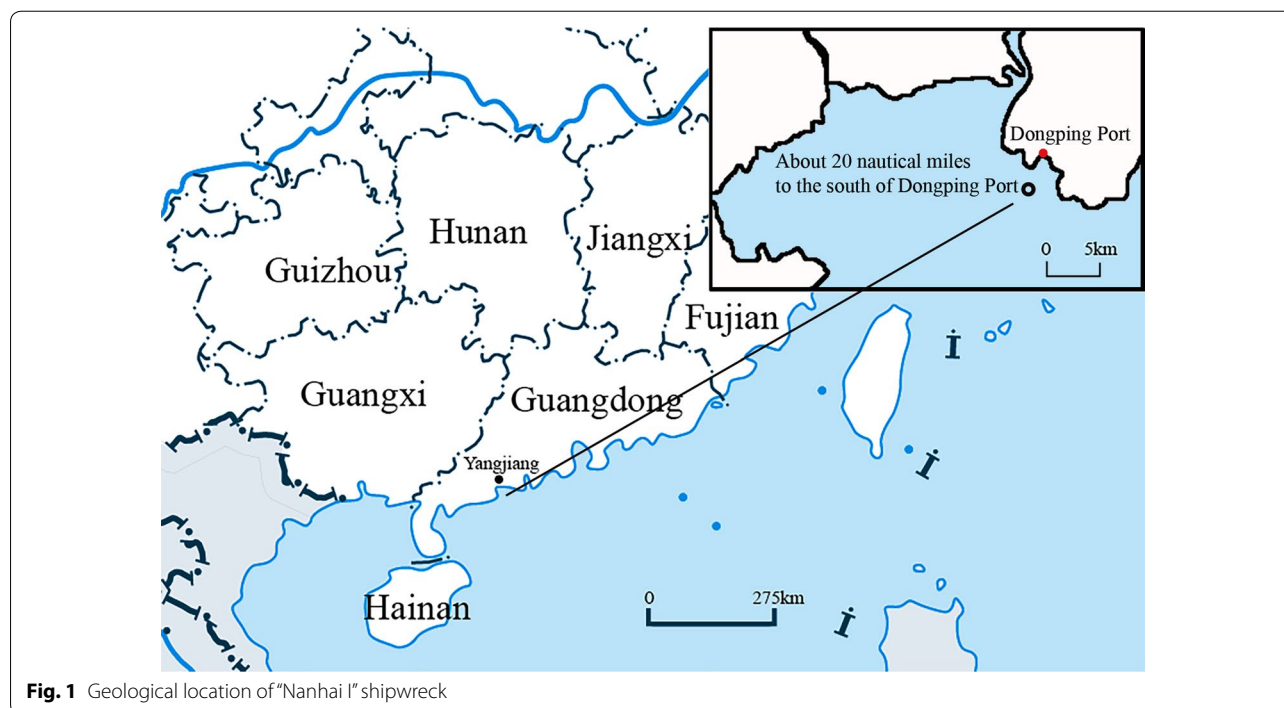 Dongping Port
About 20 nautical miles
to the south of Dongping Port
0 5km
Hunan
Jiangxi
Guizhou
Fujian
Guangxi
Guangdong
Yangjiang
Hainan
0 275km
Fig. 1 Geological location of “Nanhai I” shipwreck